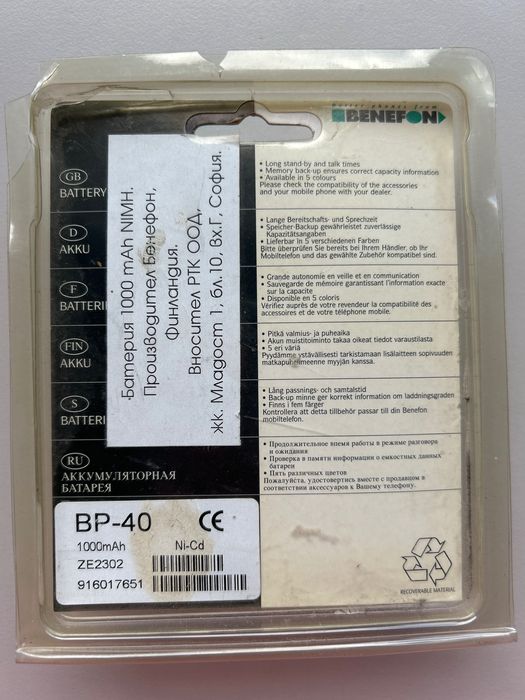 better phones from
BENEFON
GB
BATTERY
• Long stand-by and talk times
• Memory back-up ensures correct capacity information
• Available in 5 colours
Please check the compatibility of the accessories
and your mobile phone with your dealer.
D
AKKU
• Lange Bereitschafts- und Sprechzeit
• Speicher-Backup gewährleistet zuverlässige
Kapazitätsangaben
• Lieferbar in 5 verschiedenen Farben
Bitte überprüfen Sie bereits bei Ihrem Händler, ob Ihr
Mobiltelefon und das gewählte Zubehör kompatibel sind.
F
BATTERI
• Grande autonomie en veille et en communication
• Sauvegarde de mémoire garantissant l'information exacte
sur la capacité
• Disponible en 5 coloris
Vérifiez auprès de votre revendeur la compatibilité des
accessoires et de votre téléphone mobile.
FIN
AKKU
• Pitkä valmius- ja puheaika
• Akun muistitoiminto takaa oikeat tiedot varaustilasta
• 5 eri väriä
Pyydämme ystävällisesti tarkistamaan lisälaitteen sopivuuden
matkapuhelimeenne myyjän kanssa.
S
BATTERI
• Lång passnings- och samtalstid
• Back-up minne ger korrekt information om laddningsgraden
• Finns i fem färger
Kontrollera att detta tillbehör passar till din Benefon
mobiltelefon.
RU
АККУМУЛЯТОРНАЯ
БАТАРЕЯ
• Продолжительное время работы в режиме разговора
и ожидания
• Проверка в памяти информации о емкостных данных
батареи
• Пять различных цветов
Пожалуйста, удостовертись вместе с продавцом в
соответствии аксессуаров к Вашему телефону.
Батерия 1000 mAh NIMH.
Производител Бенефон,
Финландия.
Вносител РТК ООД,
жк. Младост 1, бл.10, Вх.Г, София.
BP-40 CE
1000mAh Ni-Cd
ZE2302
916017651
RECOVERABLE MATERIAL